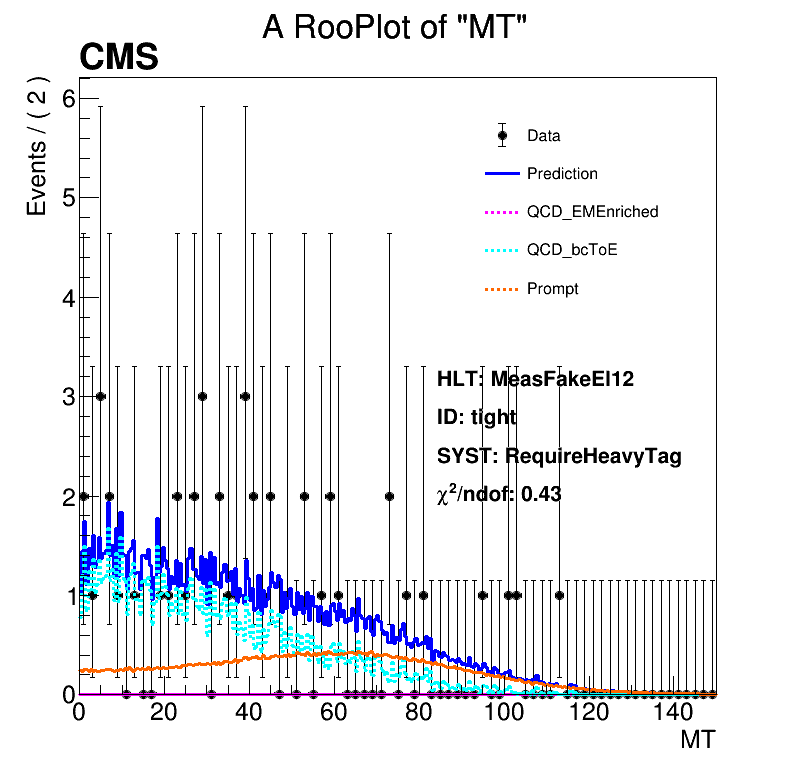 A RooPlot of "MT"
CMS
Events / ( 2 )
6
5
4
3
2
1
0
Data
Prediction
QCD_EMEnriched
QCD_bcToE
Prompt
HLT: MeasFakeEl12
ID: tight
SYST: RequireHeavyTag
χ²/ndof: 0.43
0 20 40 60 80 100 120 140
MT